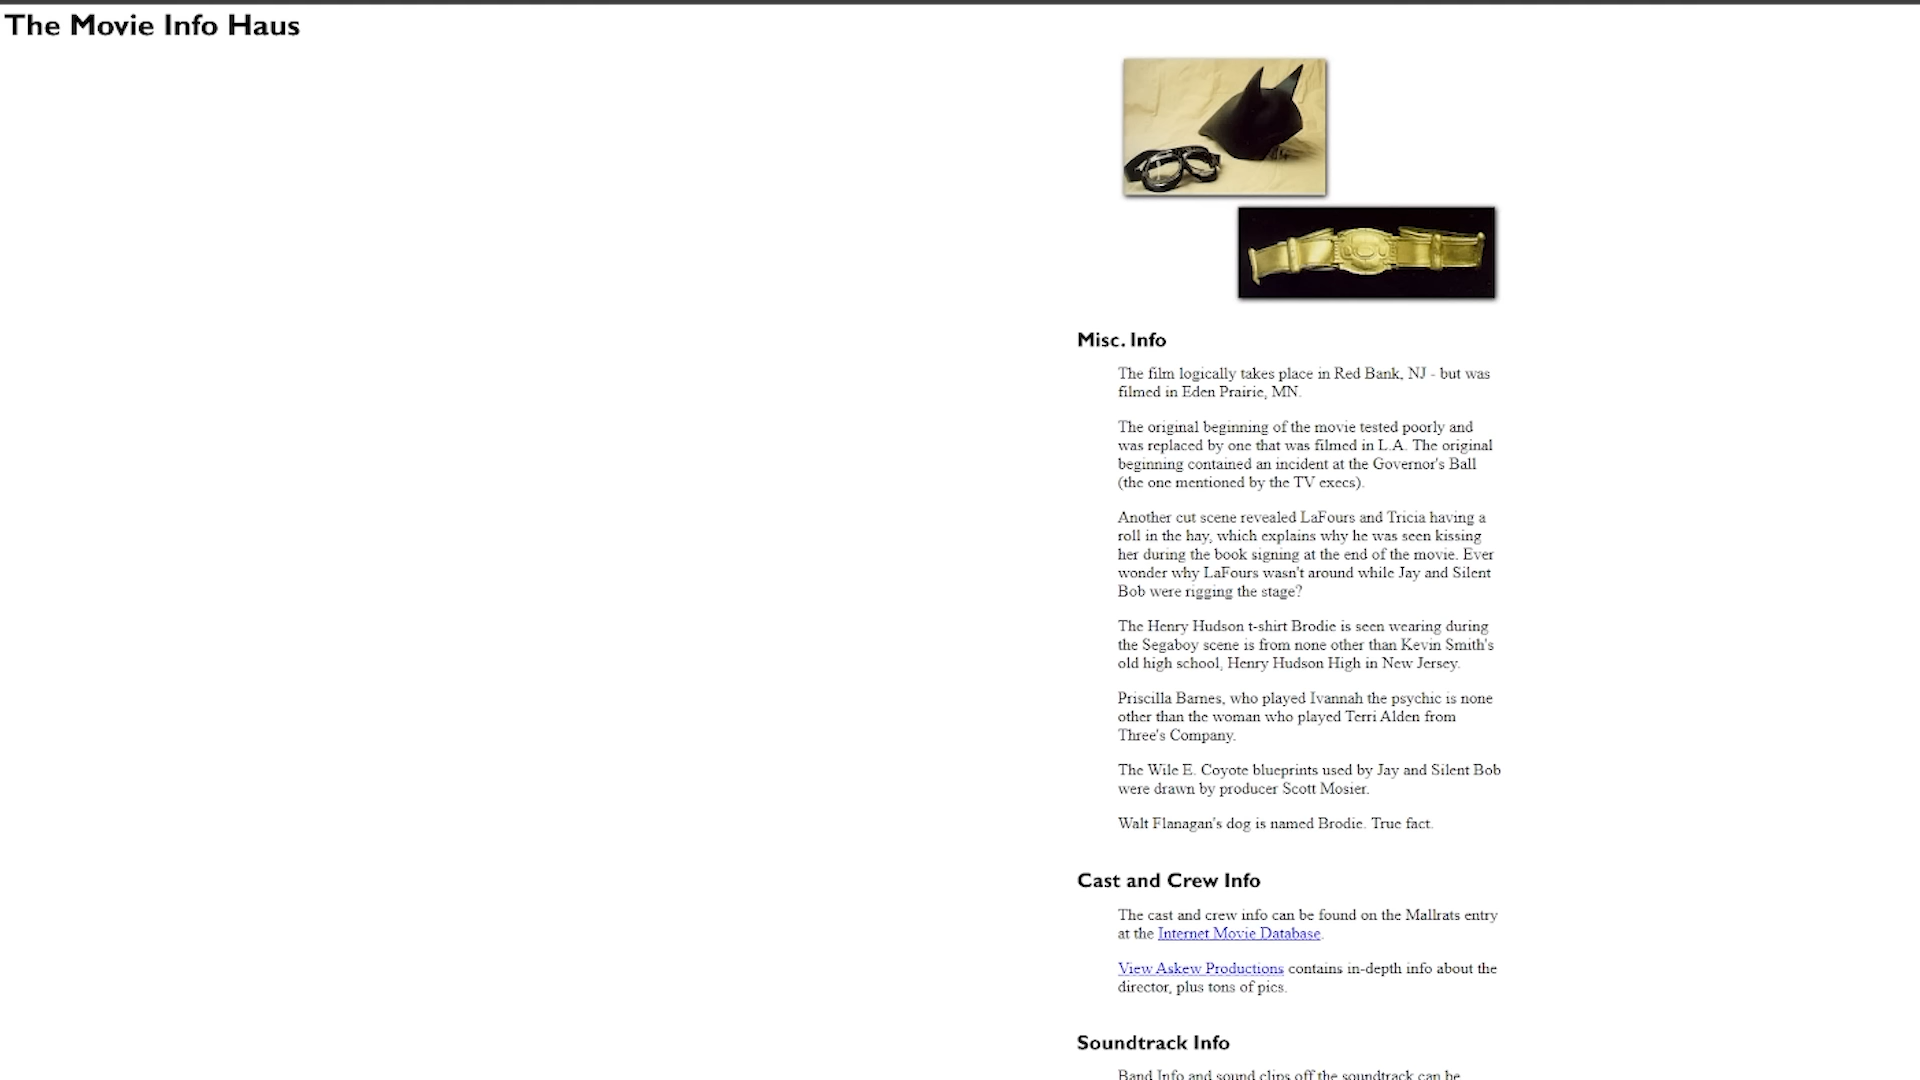 The Movie Info Haus
Misc. Info
The film logically takes place in Red Bank, NJ - but was
filmed in Eden Prairie, MN.
The original beginning of the movie tested poorly and
was replaced by one that was filmed in L.A. The original
beginning contained an incident at the Governor's Ball
(the one mentioned by the TV execs).
Another cut scene revealed LaFours and Tricia having a
roll in the hay, which explains why he was seen kissing
her during the book signing at the end of the movie. Ever
wonder why LaFours wasn't around while Jay and Silent
Bob were rigging the stage?
The Henry Hudson t-shirt Brodie is seen wearing during
the Segaboy scene is from none other than Kevin Smith's
old high school, Henry Hudson High in New Jersey.
Priscilla Barnes, who played Ivannah the psychic is none
other than the woman who played Terri Alden from
Three's Company.
The Wile E. Coyote blueprints used by Jay and Silent Bob
were drawn by producer Scott Mosier.
Walt Flanagan's dog is named Brodie. True fact.
Cast and Crew Info
The cast and crew info can be found on the Mallrats entry
at the Internet Movie Database.
View Askew Productions contains in-depth info about the
director, plus tons of pics.
Soundtrack Info
Band Info and sound clips off the soundtrack can be